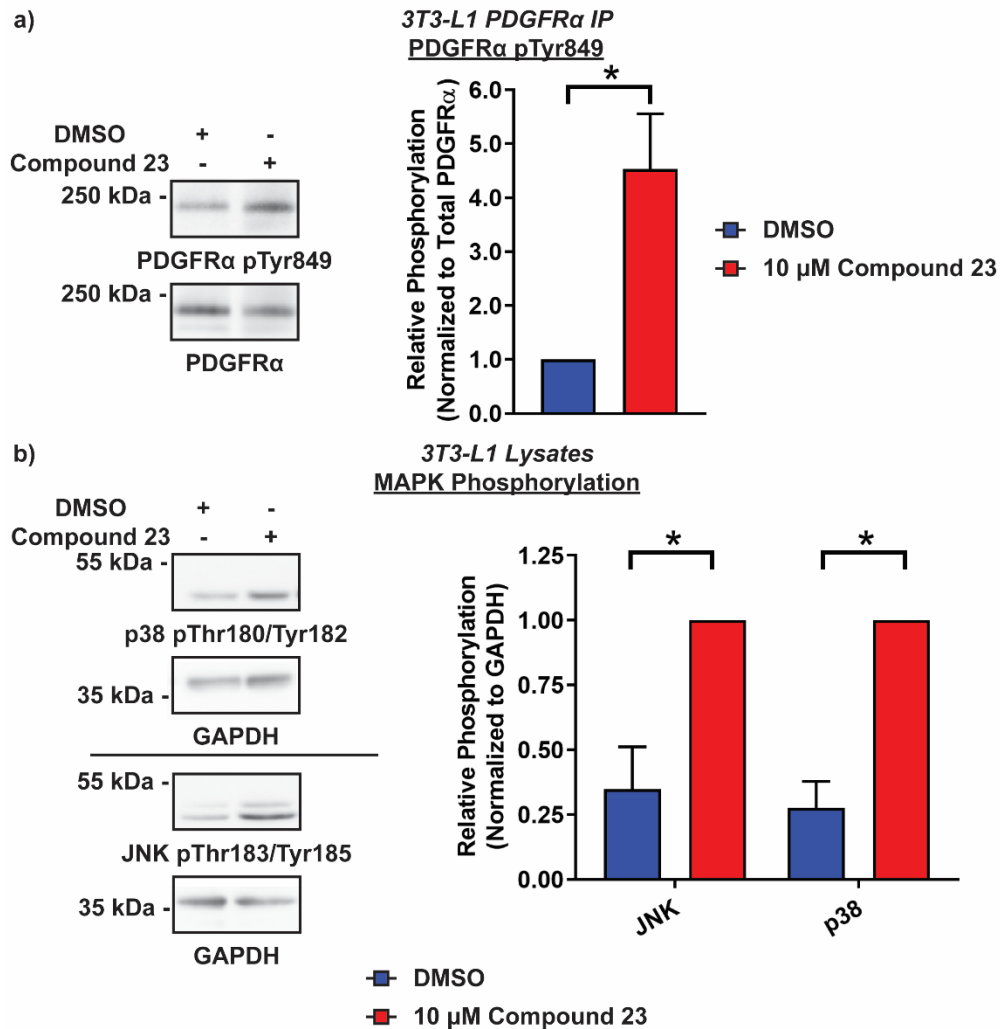 a)
3T3-L1 PDGFRα IP
PDGFRα pTyr849
DMSO + -
Compound 23 - +
250 kDa -
PDGFRα pTyr849
250 kDa -
PDGFRα
Relative Phosphorylation
(Normalized to Total PDGFRα)
6.0
5.0
4.0
3.0
2.0
1.0
0.0
*
DMSO
10 µM Compound 23
b)
3T3-L1 Lysates
MAPK Phosphorylation
DMSO + -
Compound 23 - +
55 kDa -
p38 pThr180/Tyr182
35 kDa -
GAPDH
55 kDa -
JNK pThr183/Tyr185
35 kDa -
GAPDH
Relative Phosphorylation
(Normalized to GAPDH)
1.25
1.00
0.75
0.50
0.25
0.00
* *
JNK p38
DMSO
10 µM Compound 23